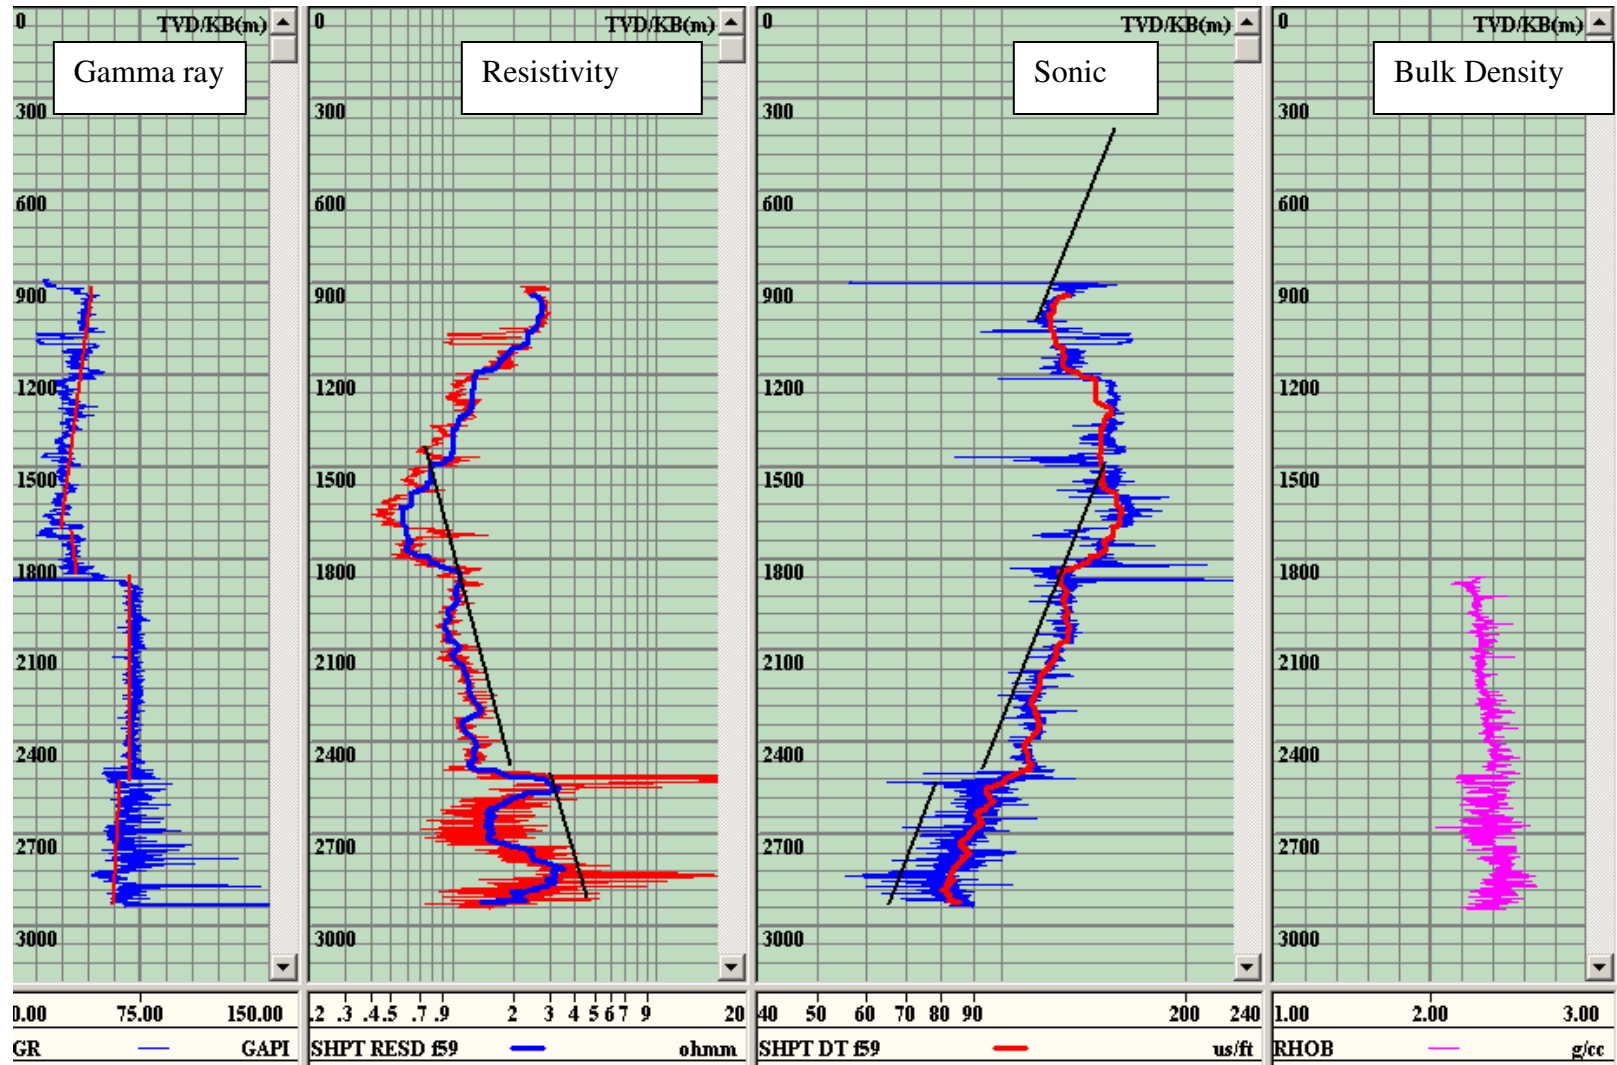 0 TVD/KB(m) 0 TVD/KB(m) 0 TVD/KB(m) 0 TVD/KB(m)
Gamma ray Resistivity Sonic Bulk Density
300 300 300 300
600 600 600 600
900 900 900 900
1200 1200 1200 1200
1500 1500 1500 1500
1800 1800 1800 1800
2100 2100 2100 2100
2400 2400 2400 2400
2700 2700 2700 2700
3000 3000 3000 3000
0.00 75.00 150.00 .2 .3 .4 .5 .7 .9 2 3 4 5 6 7 9 20 40 50 60 70 80 90 200 240 1.00 2.00 3.00
GR GAPI SHPT RESD f59 ohmm SHPT DT f59 us/ft RHOB g/cc